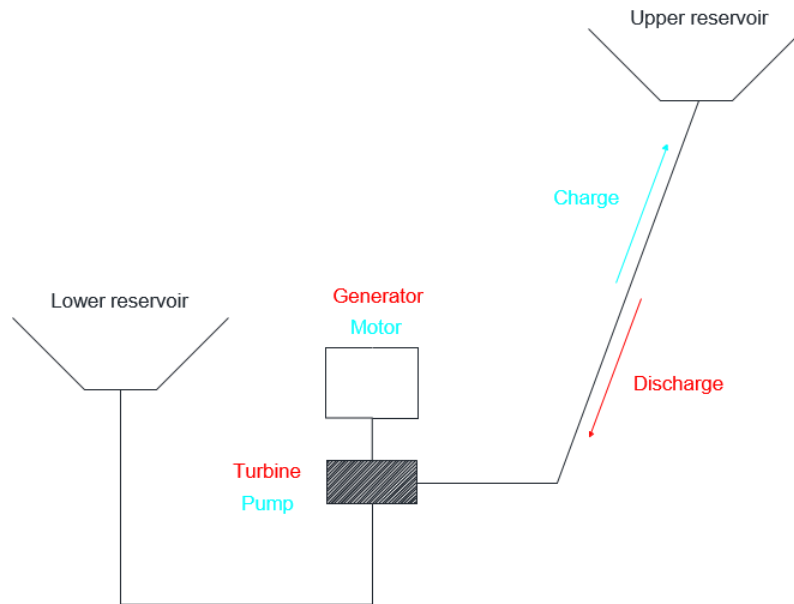 Upper reservoir
Charge
Lower reservoir
Generator
Motor
Discharge
Turbine
Pump